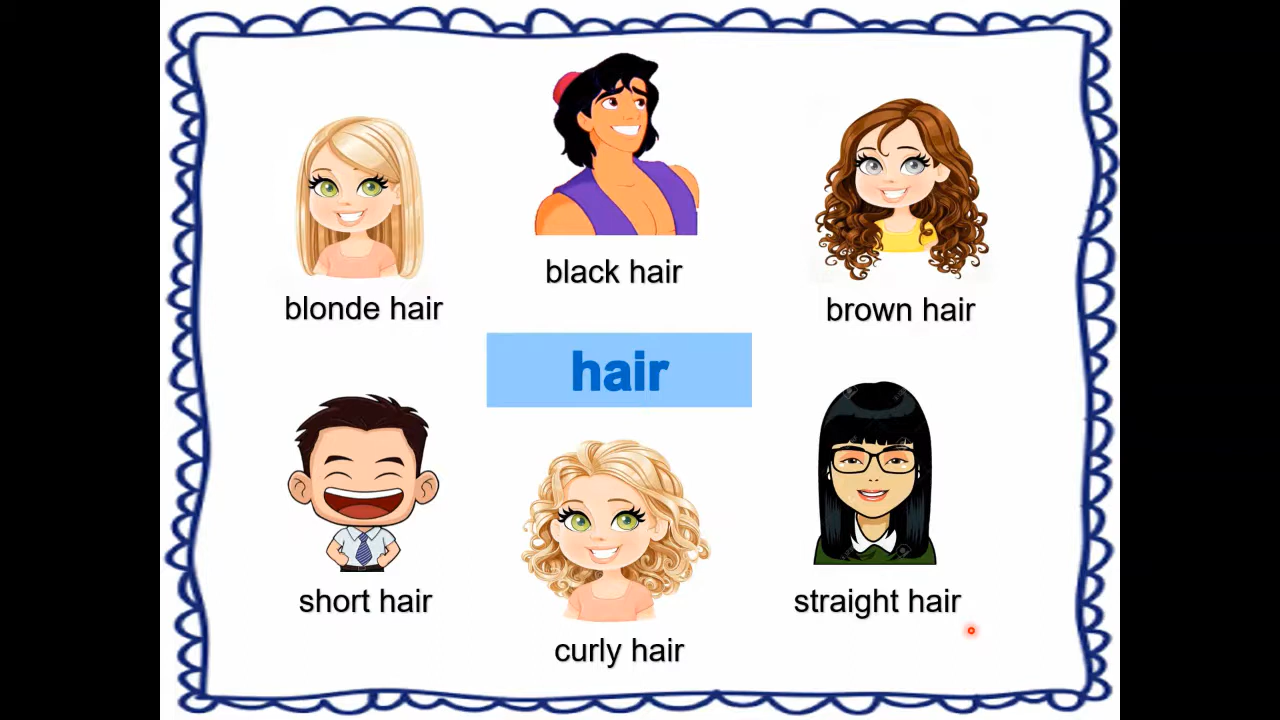 black hair
blonde hair
brown hair
hair
short hair
straight hair
curly hair